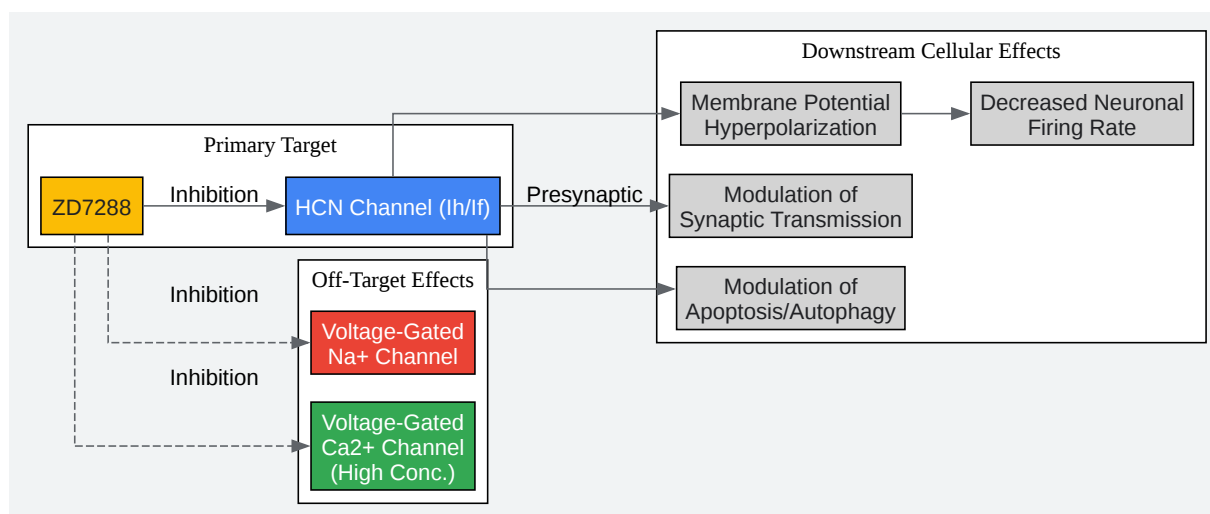 Downstream Cellular Effects
Membrane Potential
Hyperpolarization
Decreased Neuronal
Firing Rate
Primary Target
ZD7288
Inhibition
HCN Channel (Ih/If)
Presynaptic
Modulation of
Synaptic Transmission
Modulation of
Apoptosis/Autophagy
Off-Target Effects
Inhibition
Voltage-Gated
Na+ Channel
Inhibition
Voltage-Gated
Ca2+ Channel
(High Conc.)